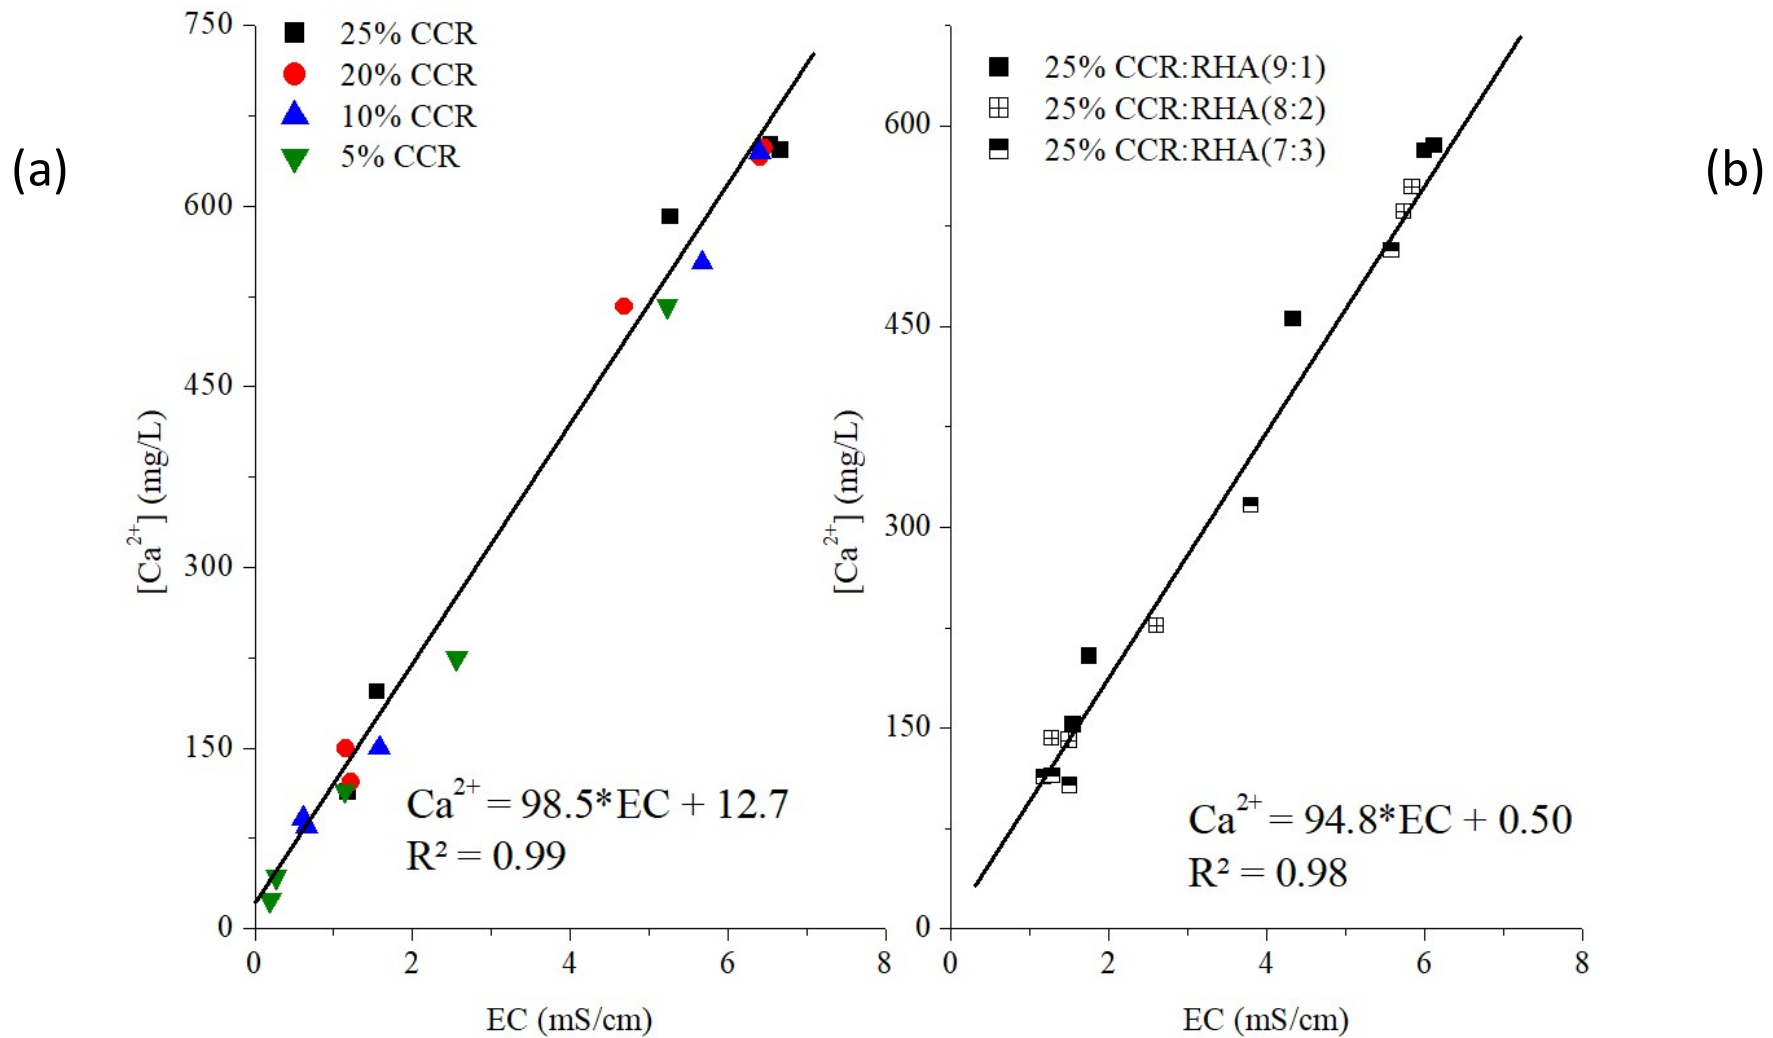 (a)
750
600
450
300
150
0
[Ca²⁺] (mg/L)
25% CCR
20% CCR
10% CCR
5% CCR
Ca²⁺ = 98.5*EC + 12.7
R² = 0.99
0 2 4 6 8
EC (mS/cm)
(b)
600
450
300
150
0
[Ca²⁺] (mg/L)
25% CCR:RHA(9:1)
25% CCR:RHA(8:2)
25% CCR:RHA(7:3)
Ca²⁺ = 94.8*EC + 0.50
R² = 0.98
0 2 4 6 8
EC (mS/cm)